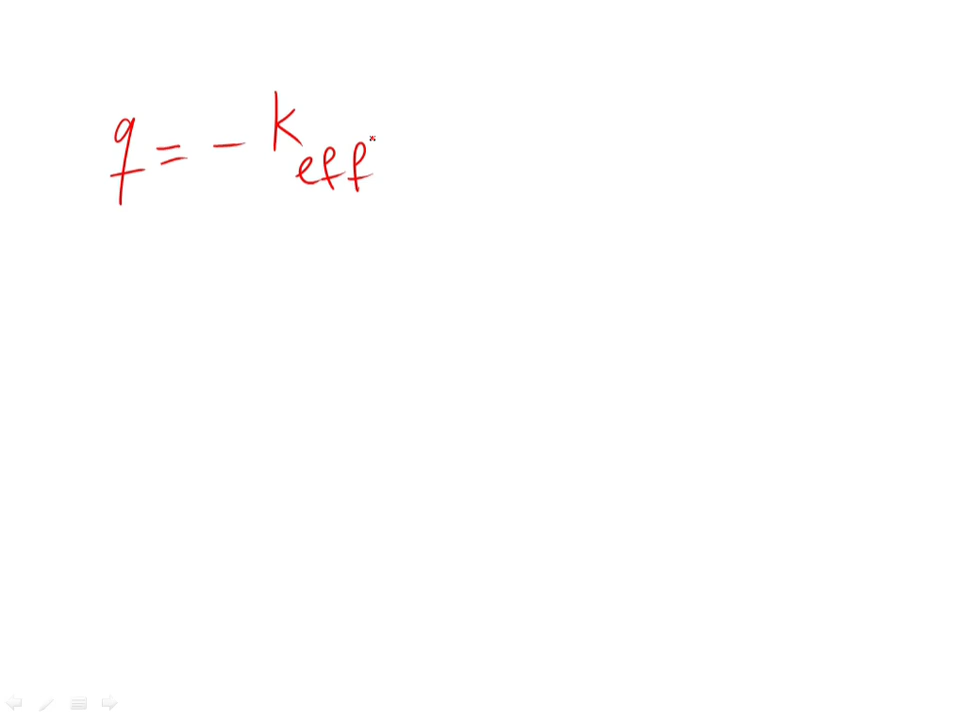 q = - k_eff